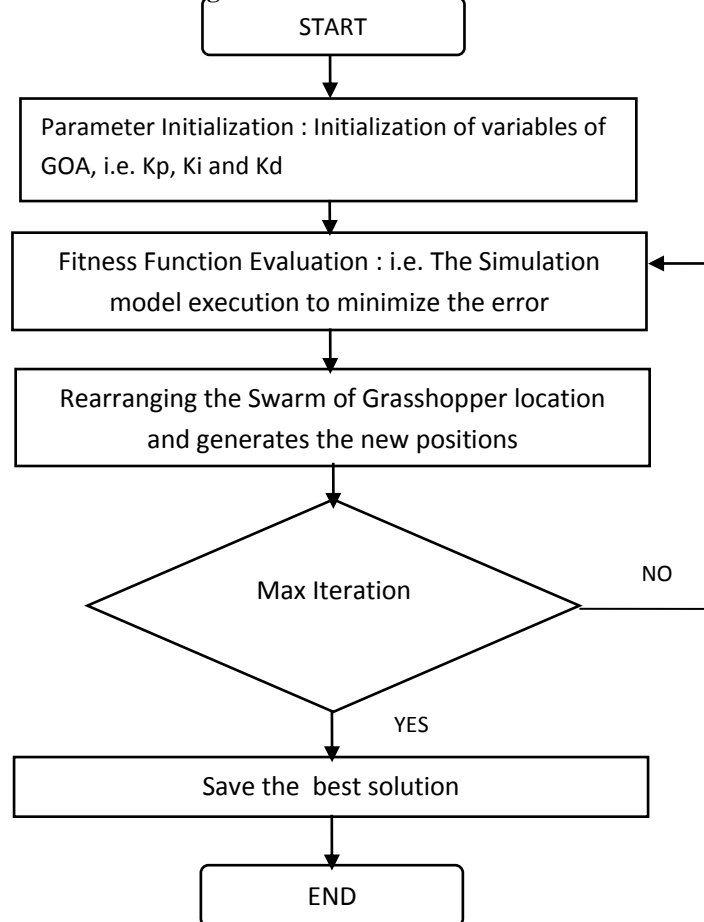 START
Parameter Initialization : Initialization of variables of
GOA, i.e. Kp, Ki and Kd
Fitness Function Evaluation : i.e. The Simulation
model execution to minimize the error
Rearranging the Swarm of Grasshopper location
and generates the new positions
Max Iteration
NO
YES
Save the best solution
END